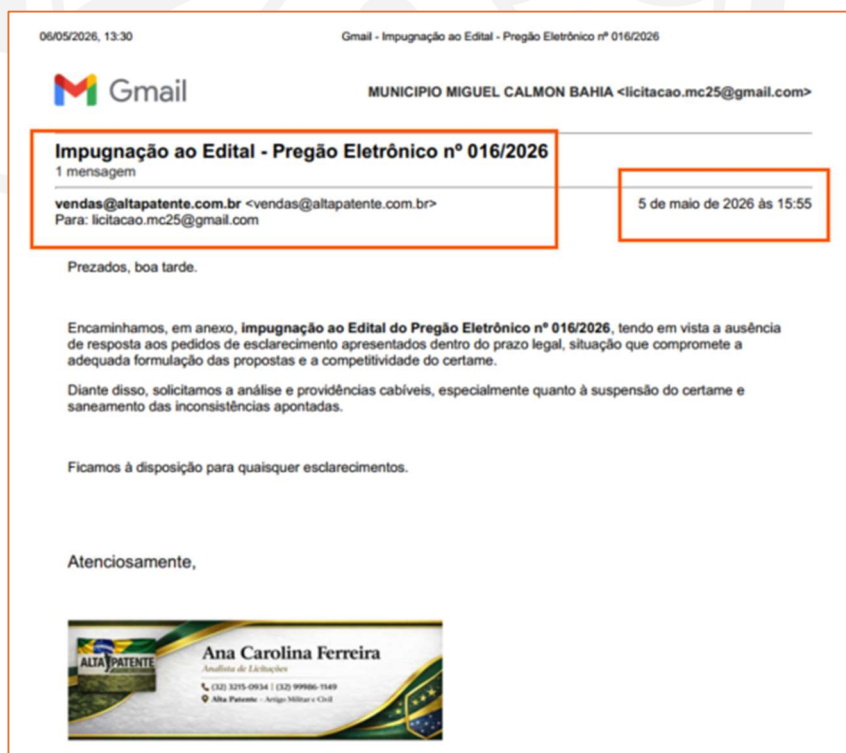 06/05/2026, 13:30
Gmail - Impugnação ao Edital - Pregão Eletrônico nº 016/2026
Gmail
MUNICIPIO MIGUEL CALMON BAHIA <licitacao.mc25@gmail.com>
Impugnação ao Edital - Pregão Eletrônico nº 016/2026
1 mensagem
vendas@altapatente.com.br <vendas@altapatente.com.br>
5 de maio de 2026 às 15:55
Para: licitacao.mc25@gmail.com
Prezados, boa tarde.
Encaminhamos, em anexo, impugnação ao Edital do Pregão Eletrônico nº 016/2026, tendo em vista a ausência
de resposta aos pedidos de esclarecimento apresentados dentro do prazo legal, situação que compromete a
adequada formulação das propostas e a competitividade do certame.
Diante disso, solicitamos a análise e providências cabíveis, especialmente quanto à suspensão do certame e
saneamento das inconsistências apontadas.
Ficamos à disposição para quaisquer esclarecimentos.
Atenciosamente,
ALTA PATENTE
Ana Carolina Ferreira
Analista de Licitações
(32) 3215-0934 | (32) 99986-1149
Alta Patente - Artigo Militar e Civil